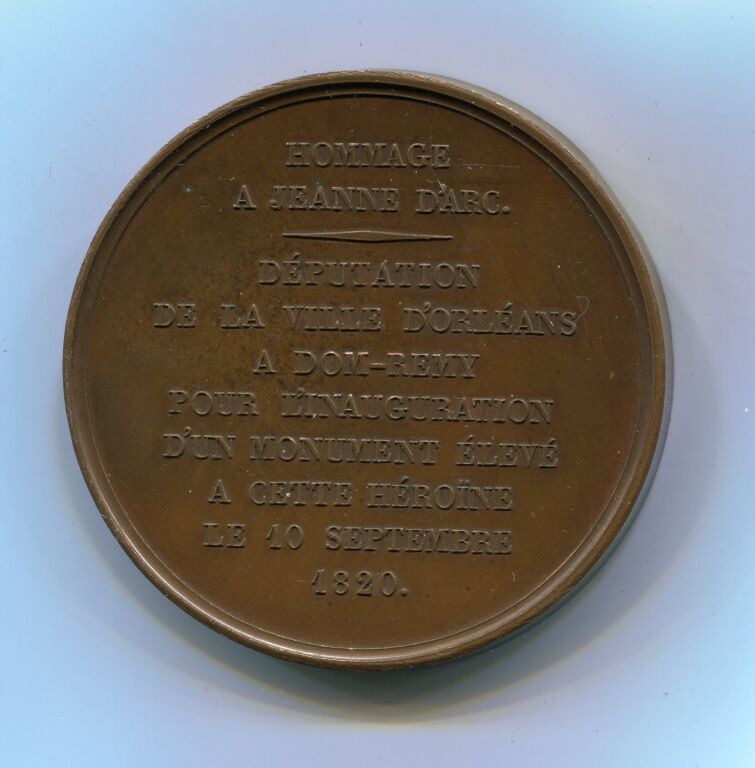 HOMMAGE
A JEANNE D'ARC.
DÉPUTATION
DE LA VILLE D'ORLÉANS
A DOM-REMY
POUR L'INAUGURATION
D'UN MONUMENT ÉLEVÉ
A CETTE HÉROÏNE
LE 10 SEPTEMBRE
1820.